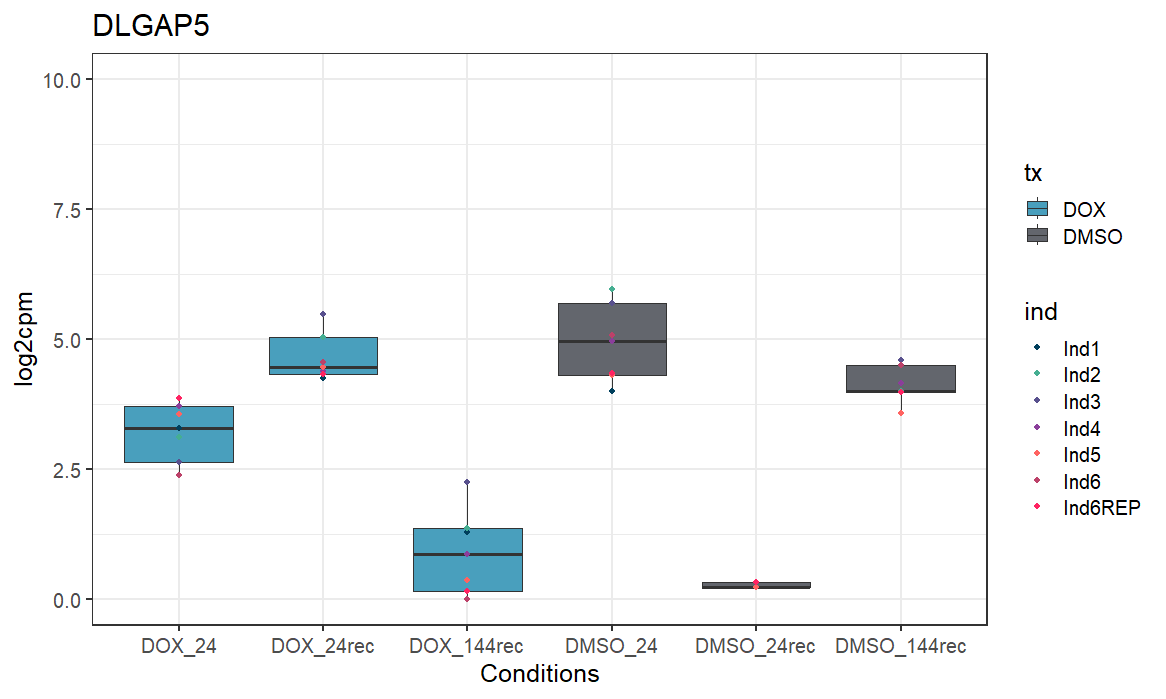 DLGAP5
log2cpm
10.0
7.5
5.0
2.5
0.0
DOX_24
DOX_24rec
DOX_144rec
DMSO_24
DMSO_24rec
DMSO_144rec
Conditions
tx
DOX
DMSO
ind
Ind1
Ind2
Ind3
Ind4
Ind5
Ind6
Ind6REP